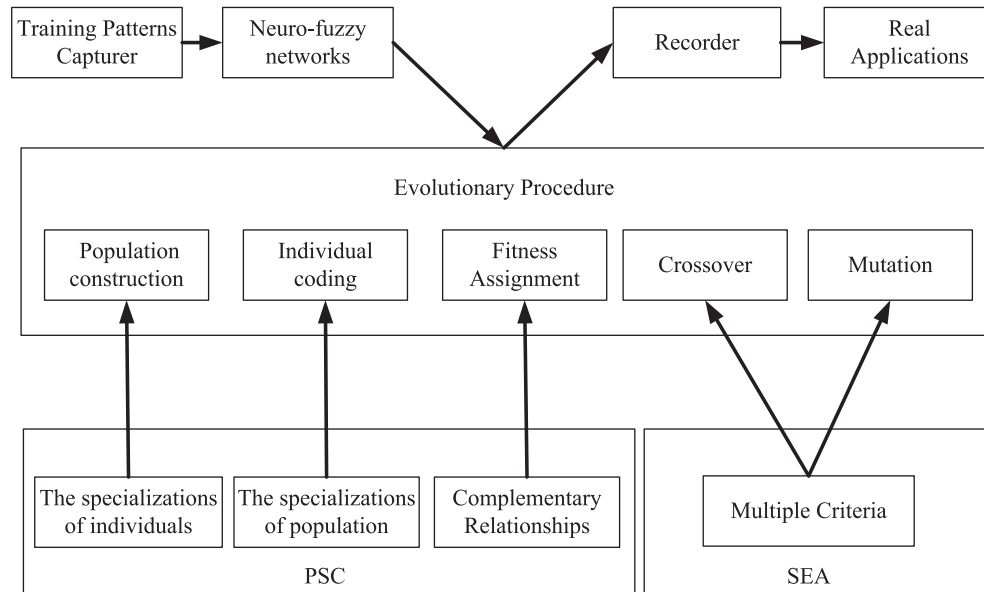 Training Patterns
Capturer
Neuro-fuzzy
networks
Recorder
Real
Applications
Evolutionary Procedure
Population
construction
Individual
coding
Fitness
Assignment
Crossover
Mutation
The specializations
of individuals
The specializations
of population
Complementary
Relationships
Multiple Criteria
PSC
SEA